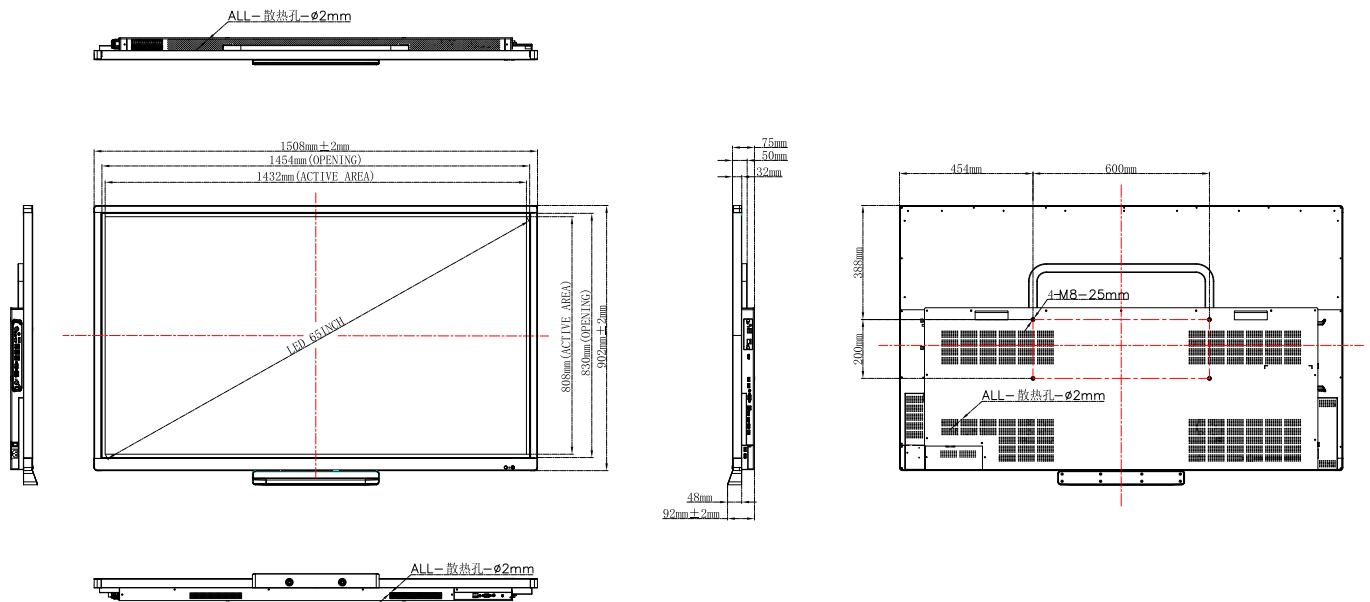 ALL-散热孔-ø2mm
1508mm±2mm
1454mm(OPENING)
1432mm(ACTIVE AREA)
LED 65INCH
808mm(ACTIVE AREA)
830mm(OPENING)
902mm±2mm
75mm
50mm
32mm
48mm
92mm±2mm
454mm
600mm
388mm
200mm
4-M8-25mm
ALL-散热孔-ø2mm
ALL-散热孔-ø2mm